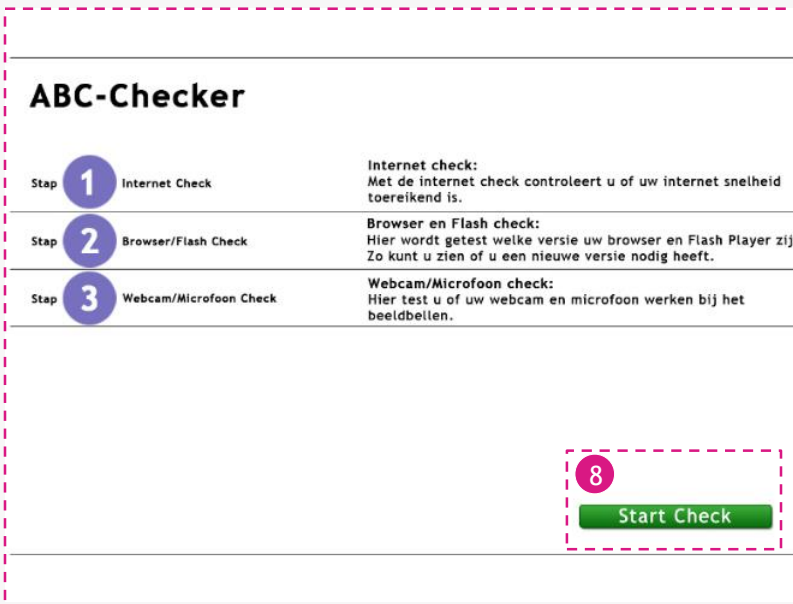 ABC-Checker
Stap 1 Internet Check
Internet check:
Met de internet check controleert u of uw internet snelheid
toereikend is.
Stap 2 Browser/Flash Check
Browser en Flash check:
Hier wordt getest welke versie uw browser en Flash Player zij
Zo kunt u zien of u een nieuwe versie nodig heeft.
Stap 3 Webcam/Microfoon Check
Webcam/Microfoon check:
Hier test u of uw webcam en microfoon werken bij het
beeldbellen.
8
Start Check